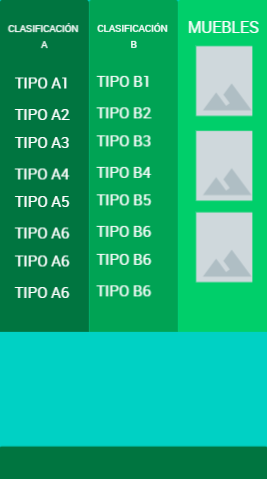 CLASIFICACIÓN
A
TIPO A1
TIPO A2
TIPO A3
TIPO A4
TIPO A5
TIPO A6
TIPO A6
TIPO A6
CLASIFICACIÓN
B
TIPO B1
TIPO B2
TIPO B3
TIPO B4
TIPO B5
TIPO B6
TIPO B6
TIPO B6
MUEBLES